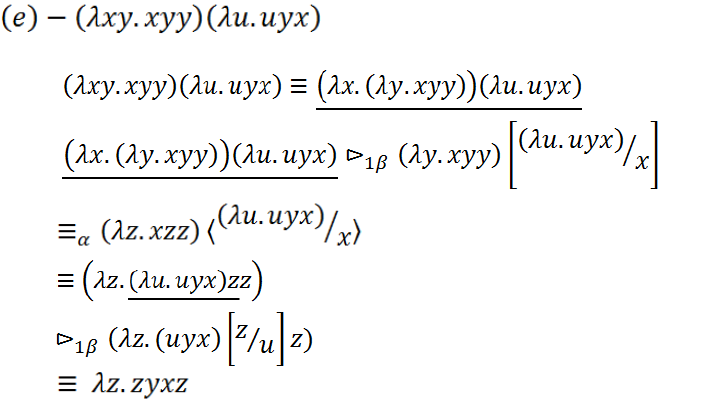 (e) − (λxy.xyy)(λu.uyx)
(λxy.xyy)(λu.uyx) ≡ (λx.(λy.xyy))(λu.uyx)
(λx.(λy.xyy))(λu.uyx) ⊳1β (λy.xyy) [(λu.uyx)/x]
≡α (λz.xzz) ⟨(λu.uyx)/x⟩
≡ (λz.(λu.uyx)zz)
⊳1β (λz.(uyx) [z/u] z)
≡ λz.zyxz